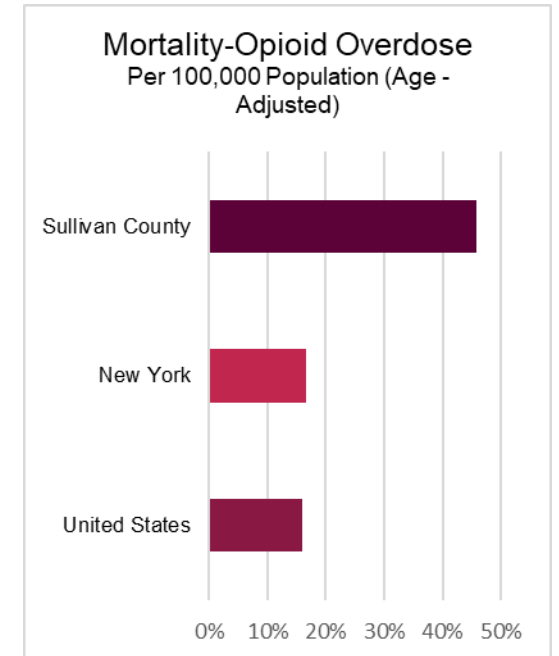 Mortality-Opioid Overdose
Per 100,000 Population (Age -
Adjusted)
Sullivan County
New York
United States
0% 10% 20% 30% 40% 50%